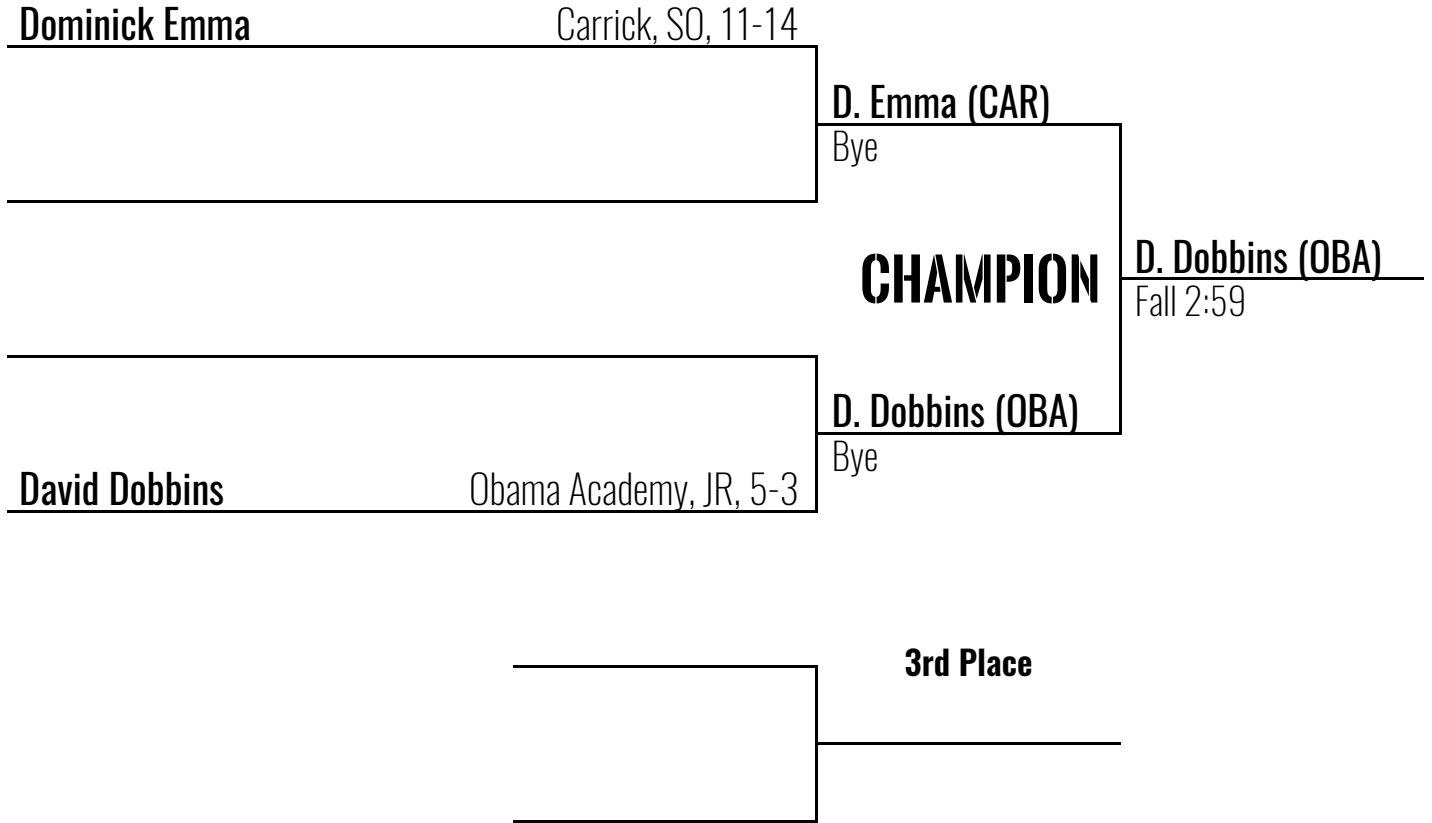 Dominick Emma Carrick, SO, 11-14
D. Emma (CAR)
Bye
CHAMPION
D. Dobbins (OBA)
Fall 2:59
D. Dobbins (OBA)
Bye
David Dobbins Obama Academy, JR, 5-3
3rd Place